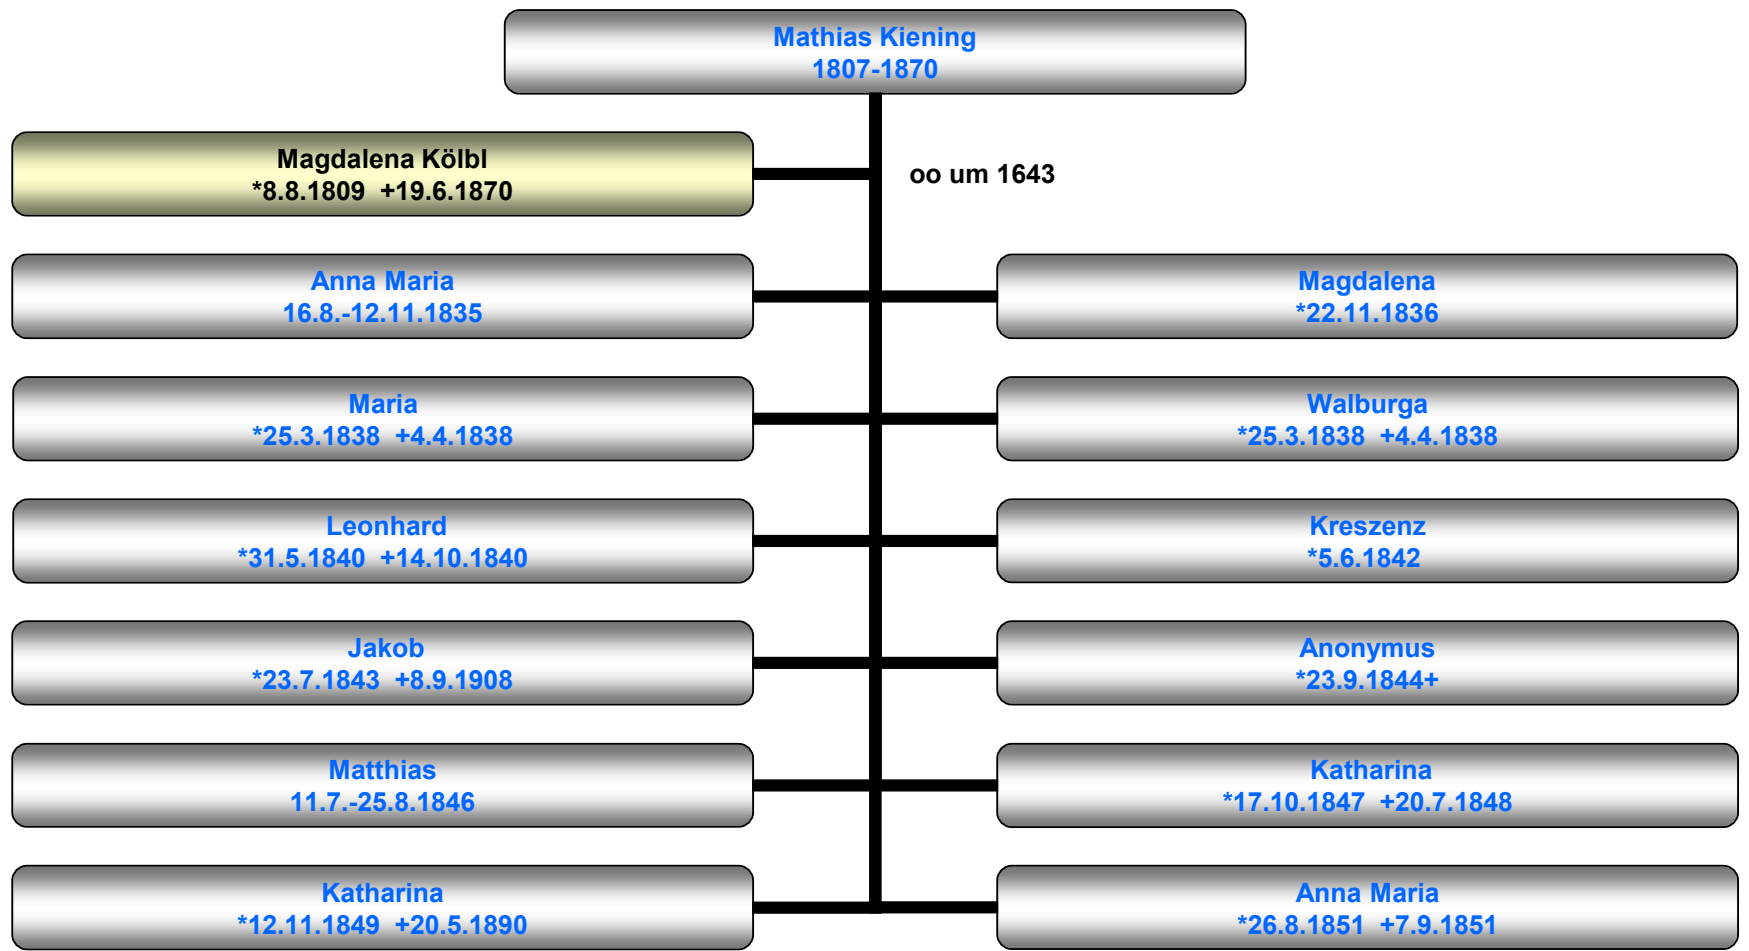 Mathias Kiening
1807-1870
Magdalena Kölbl
*8.8.1809 +19.6.1870
oo um 1643
Anna Maria
16.8.-12.11.1835
Magdalena
*22.11.1836
Maria
*25.3.1838 +4.4.1838
Walburga
*25.3.1838 +4.4.1838
Leonhard
*31.5.1840 +14.10.1840
Kreszenz
*5.6.1842
Jakob
*23.7.1843 +8.9.1908
Anonymus
*23.9.1844+
Matthias
11.7.-25.8.1846
Katharina
*17.10.1847 +20.7.1848
Katharina
*12.11.1849 +20.5.1890
Anna Maria
*26.8.1851 +7.9.1851